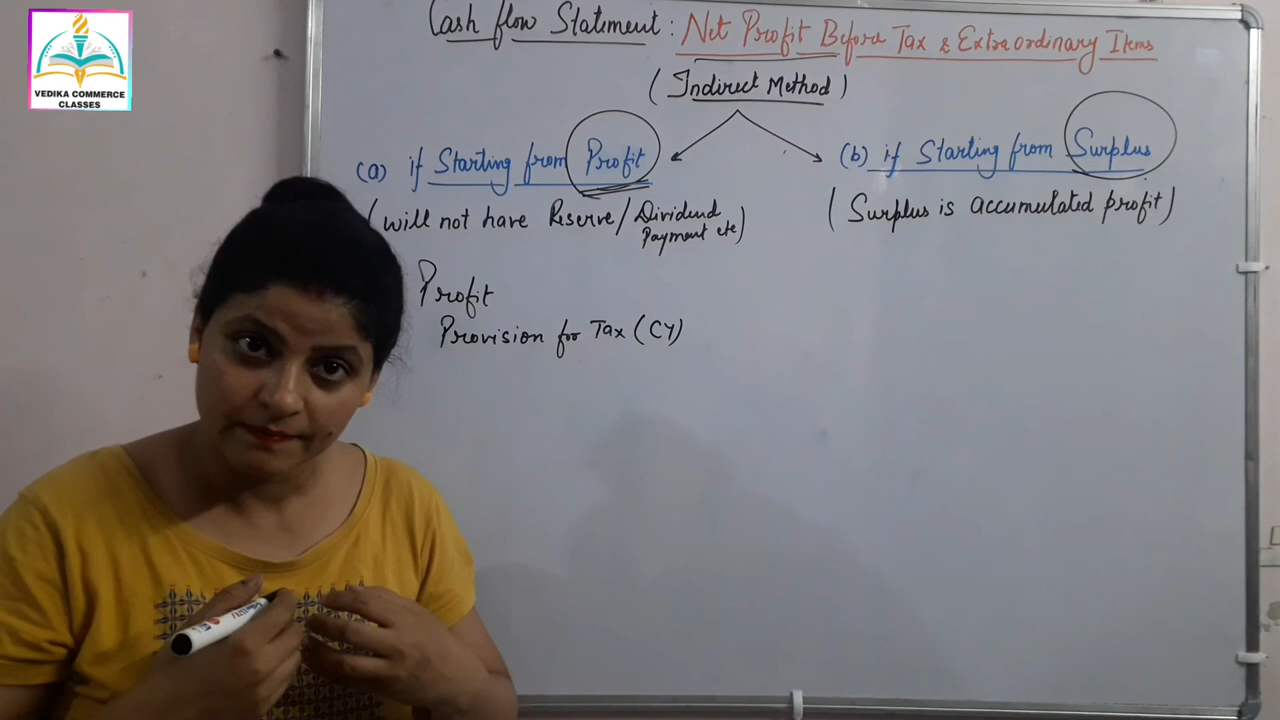 VEDIKA COMMERCE
CLASSES
Cash flow Statement : Net Profit Before Tax & Extraordinary Items
(Indirect Method)
(a) if Starting from Profit
(will not have Reserve/Dividend
Payment etc)
Profit
Provision for Tax (CY)
(b) if Starting from Surplus
(Surplus is accumulated profit)